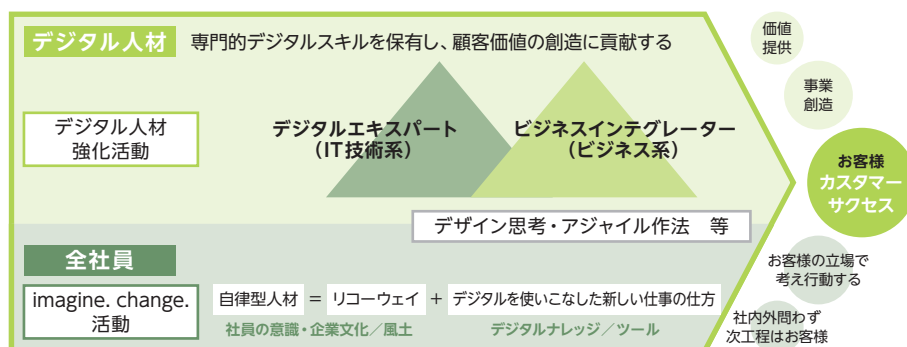 デジタル人材 専門的デジタルスキルを保有し、顧客価値の創造に貢献する
デジタル人材
強化活動
デジタルエキスパート
（IT技術系）
ビジネスインテグレーター
（ビジネス系）
デザイン思考・アジャイル作法　等
全社員
imagine. change.
活動
自律型人材 = リコーウェイ + デジタルを使いこなした新しい仕事の仕方
社員の意識・企業文化／風土
デジタルナレッジ／ツール
価値
提供
事業
創造
お客様
カスタマー
サクセス
お客様の立場で
考え行動する
社内外問わず
次工程はお客様